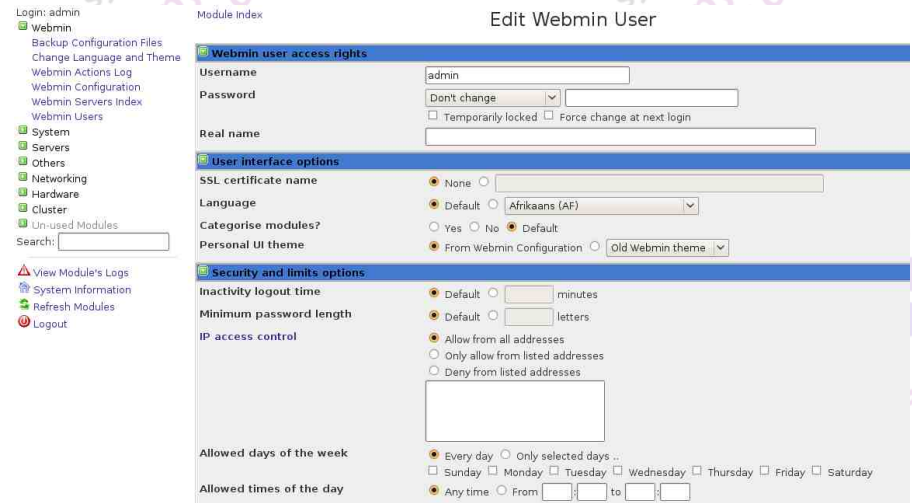 Login: admin
Webmin
Backup Configuration Files
Change Language and Theme
Webmin Actions Log
Webmin Configuration
Webmin Servers Index
Webmin Users
System
Servers
Others
Networking
Hardware
Cluster
Un-used Modules
Search:
View Module's Logs
System Information
Refresh Modules
Logout
Module Index
Edit Webmin User
Webmin user access rights
Username admin
Password Don't change
Temporarily locked Force change at next login
Real name
User interface options
SSL certificate name None
Language Default Afrikaans (AF)
Categorise modules? Yes No Default
Personal UI theme From Webmin Configuration Old Webmin theme
Security and limits options
Inactivity logout time Default minutes
Minimum password length Default letters
IP access control Allow from all addresses
Only allow from listed addresses
Deny from listed addresses
Allowed days of the week Every day Only selected days ..
Sunday Monday Tuesday Wednesday Thursday Friday Saturday
Allowed times of the day Any time From : to :